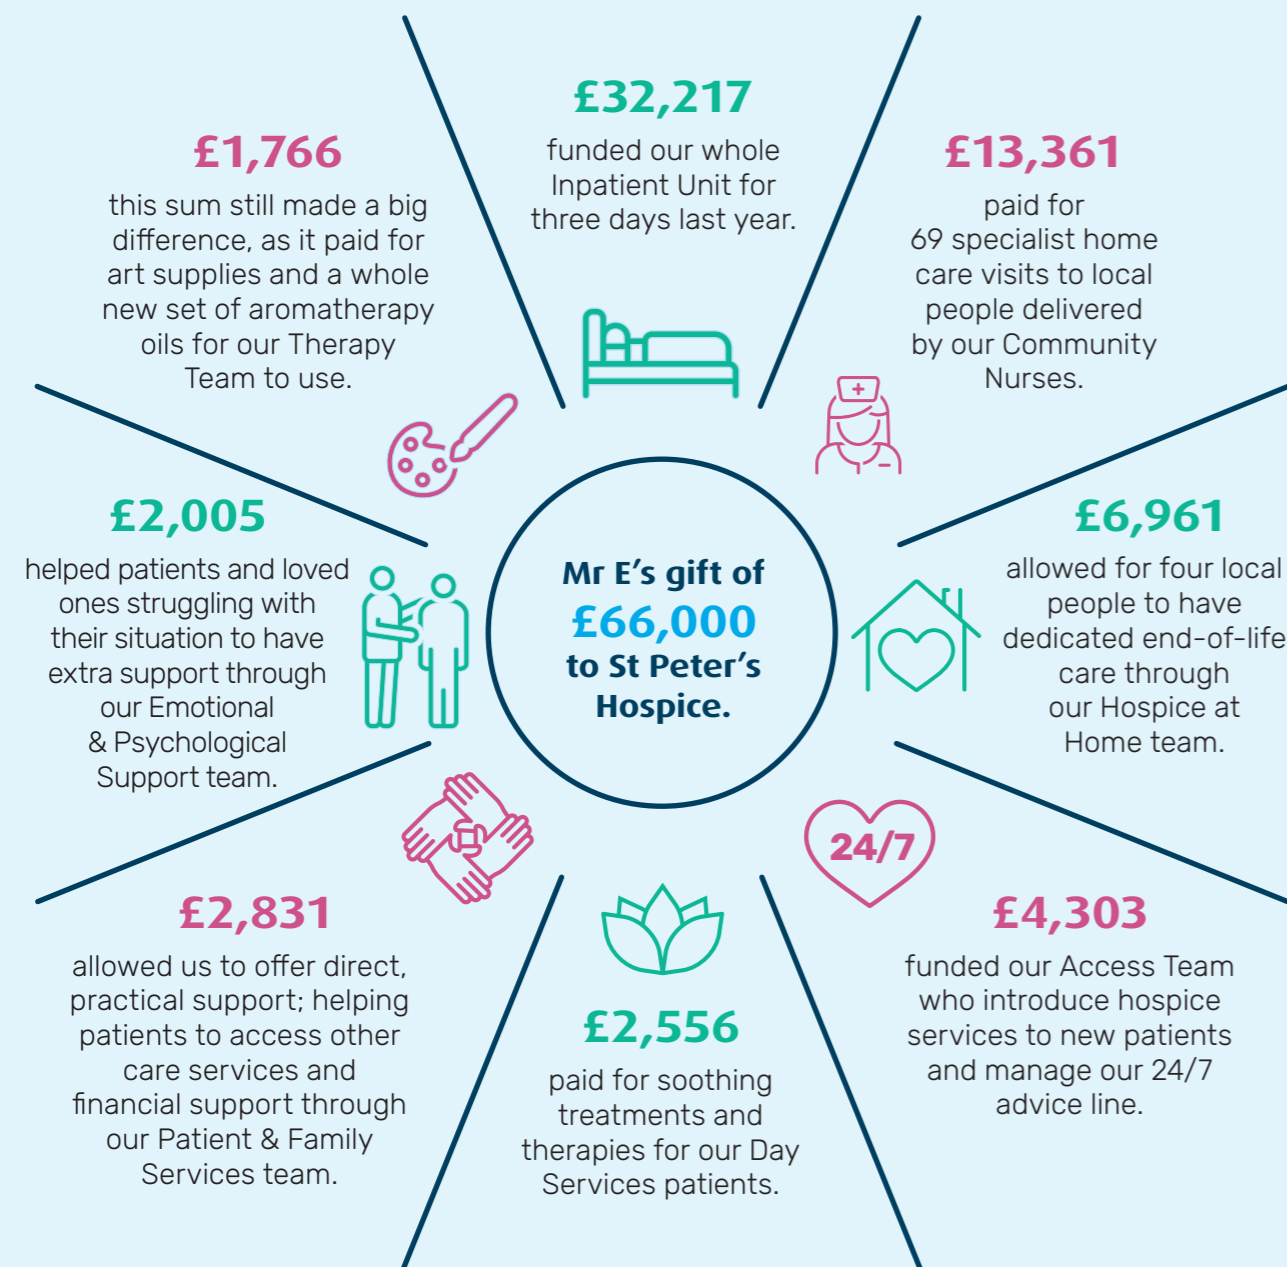 £32,217
funded our whole
Inpatient Unit for
three days last year.
£13,361
paid for
69 specialist home
care visits to local
people delivered
by our Community
Nurses.
£6,961
allowed for four local
people to have
dedicated end-of-life
care through
our Hospice at
Home team.
24/7
£4,303
funded our Access Team
who introduce hospice
services to new patients
and manage our 24/7
advice line.
£2,556
paid for soothing
treatments and
therapies for our Day
Services patients.
£2,831
allowed us to offer direct,
practical support; helping
patients to access other
care services and
financial support through
our Patient & Family
Services team.
£2,005
helped patients and loved
ones struggling with
their situation to have
extra support through
our Emotional
& Psychological
Support team.
£1,766
this sum still made a big
difference, as it paid for
art supplies and a whole
new set of aromatherapy
oils for our Therapy
Team to use.
Mr E’s gift of
£66,000
to St Peter’s
Hospice.